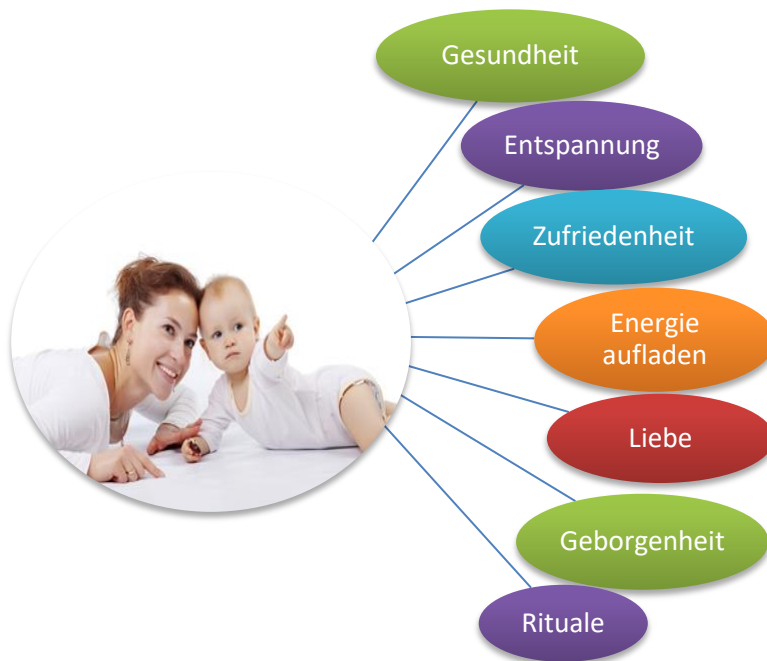 Gesundheit
Entspannung
Zufriedenheit
Energie
aufladen
Liebe
Geborgenheit
Rituale